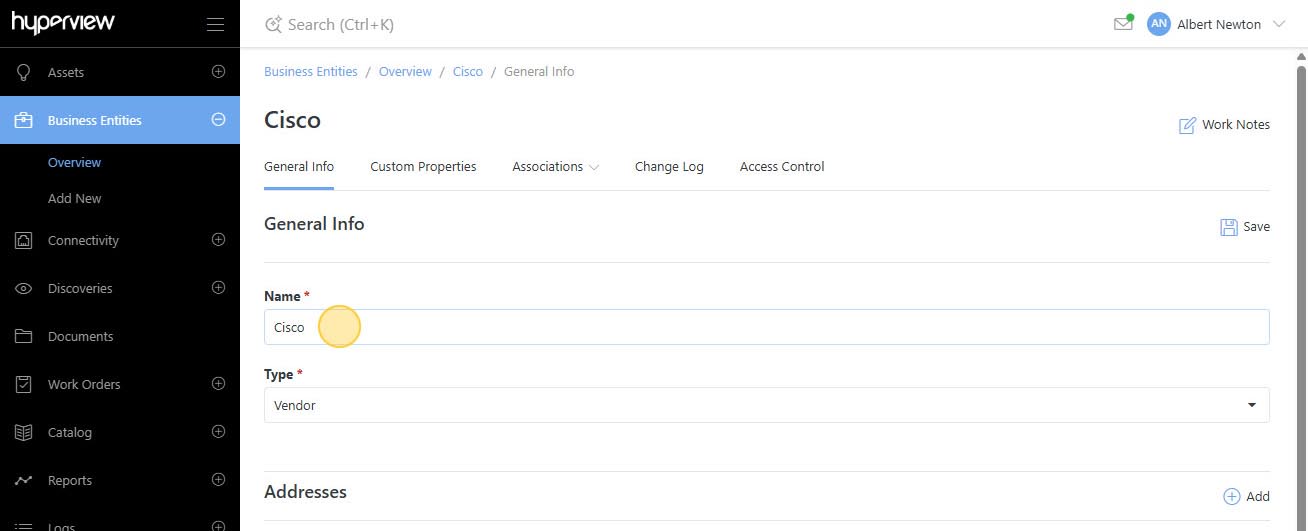 hyperview
Search (Ctrl+K)
AN Albert Newton
Assets
Business Entities
Overview
Add New
Connectivity
Discoveries
Documents
Work Orders
Catalog
Reports
Logs
Business Entities / Overview / Cisco / General Info
Cisco
Work Notes
General Info Custom Properties Associations Change Log Access Control
General Info
Save
Name *
Cisco
Type *
Vendor
Addresses
Add